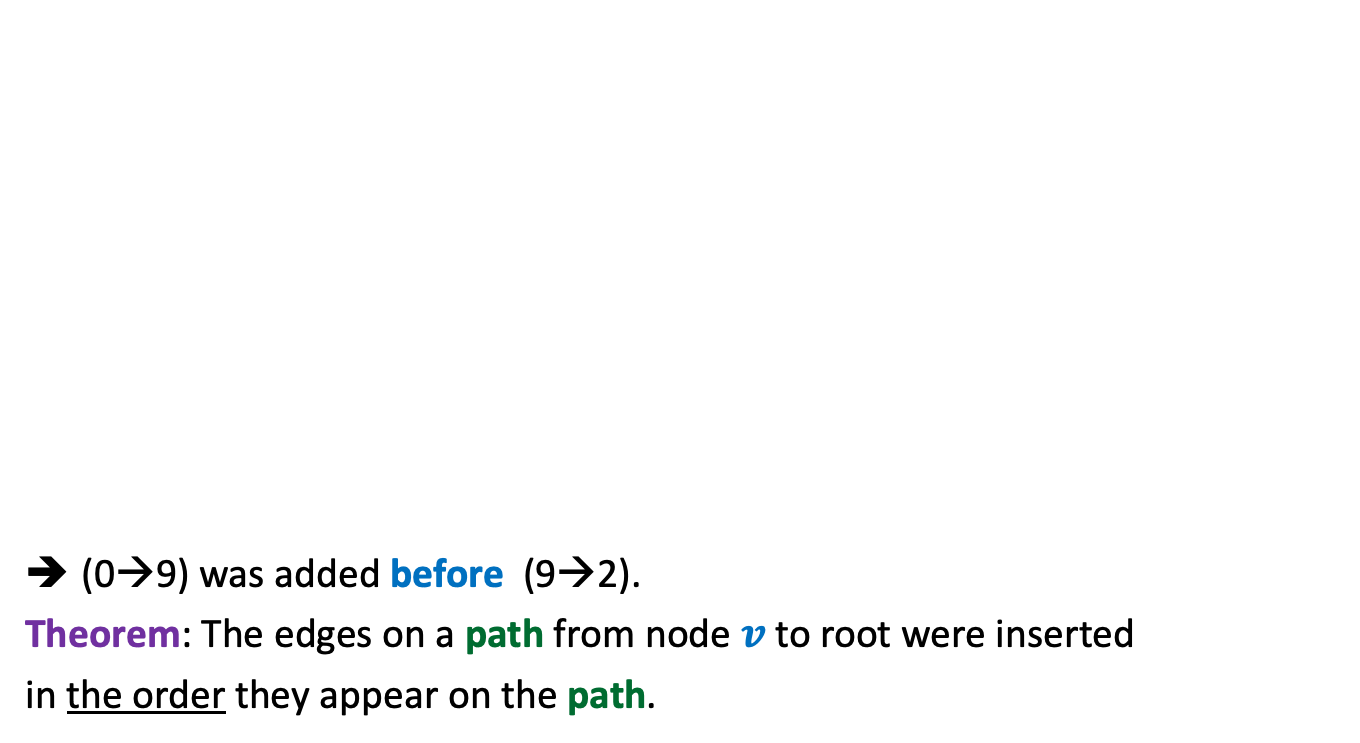 ➔ (0→9) was added before (9→2).
Theorem: The edges on a path from node 𝒗 to root were inserted
in the order they appear on the path.